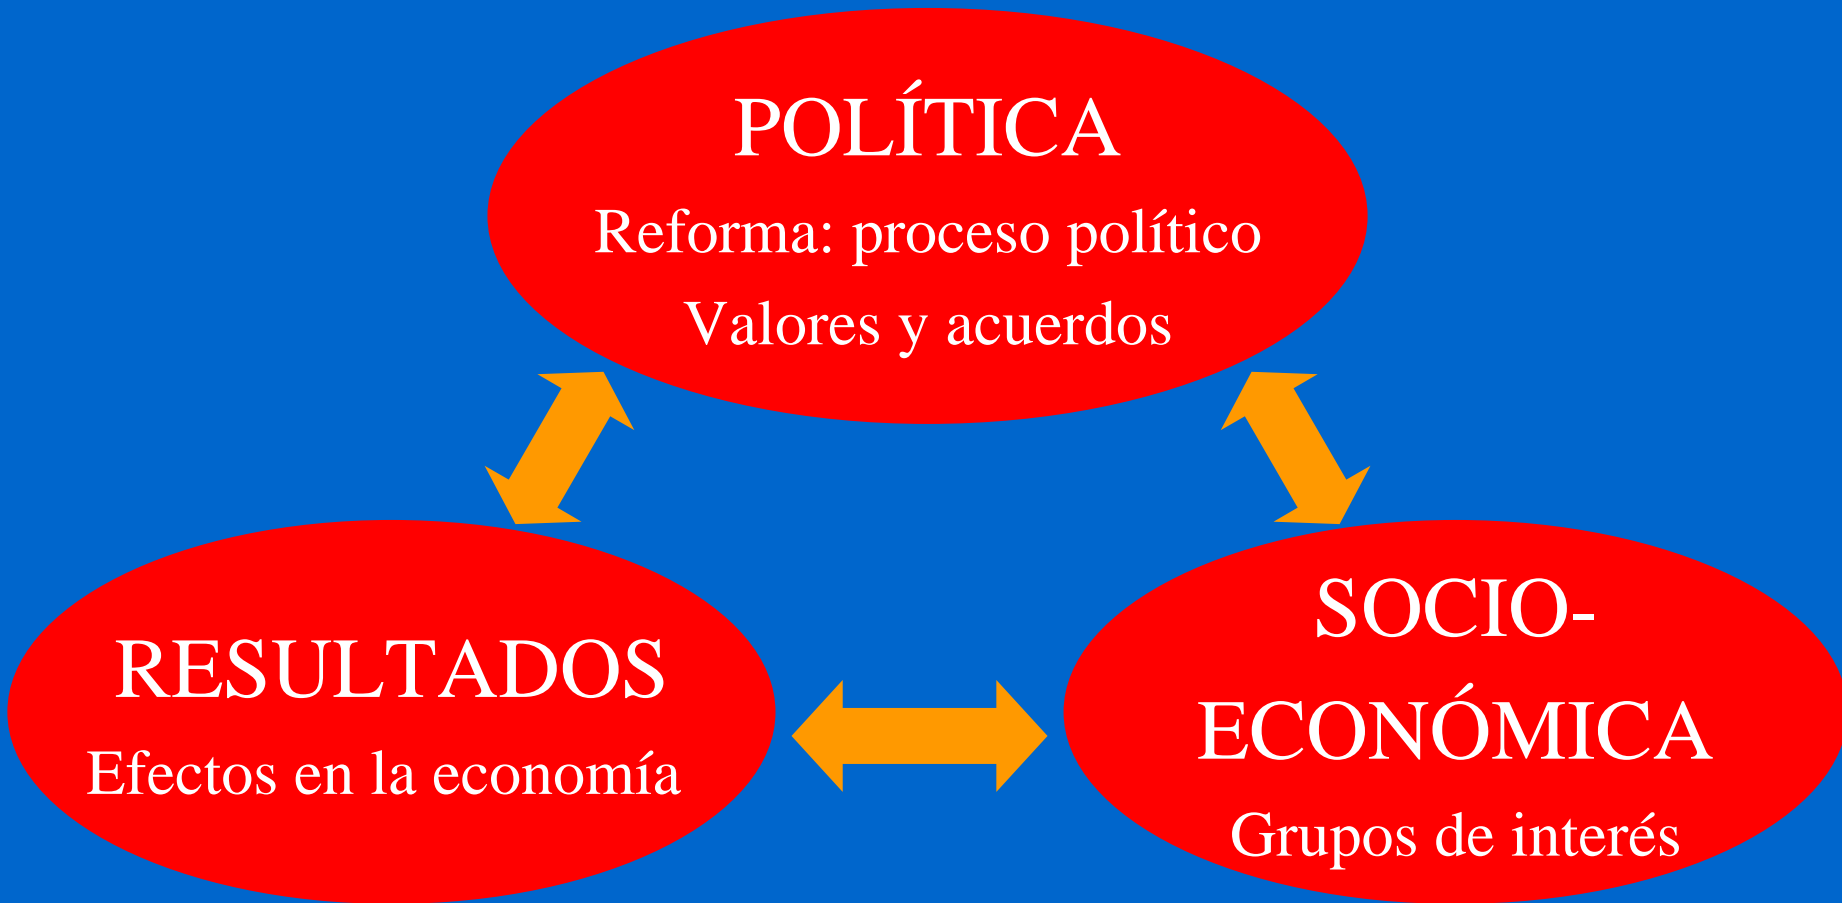 POLÍTICA
Reforma: proceso político
Valores y acuerdos
RESULTADOS
Efectos en la economía
SOCIO-
ECONÓMICA
Grupos de interés